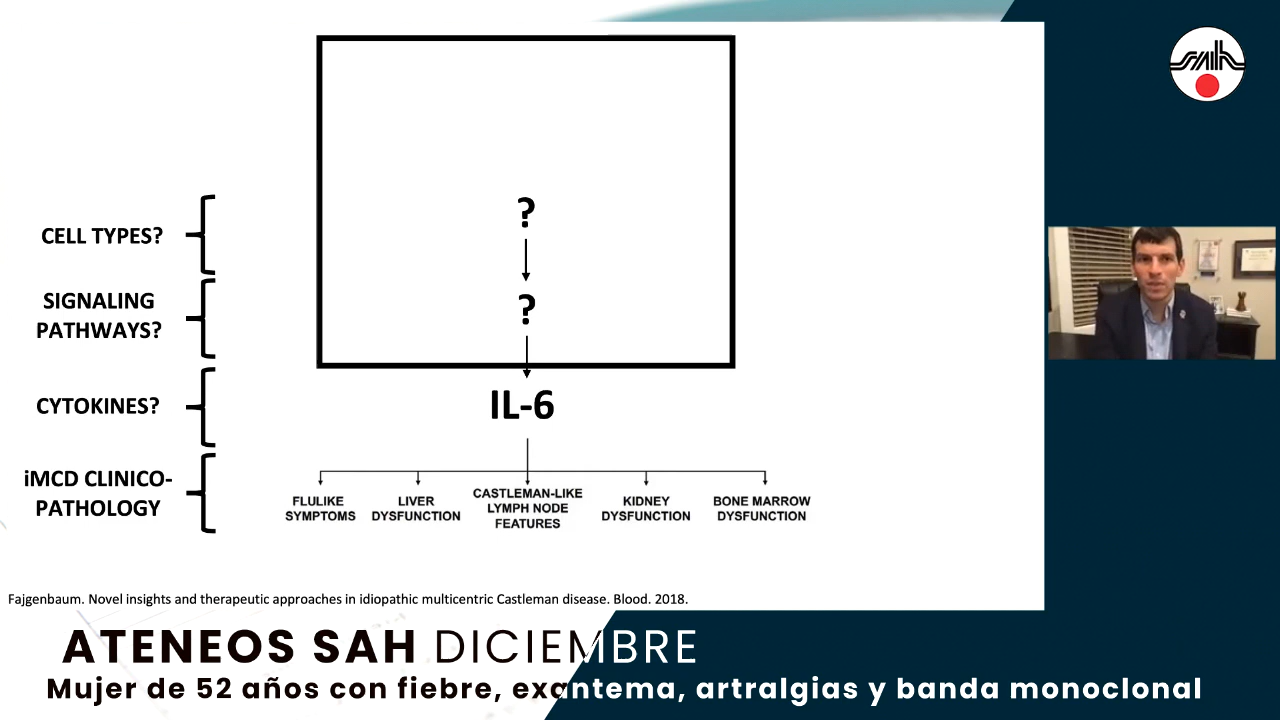 ?
CELL TYPES?
?
SIGNALING
PATHWAYS?
CYTOKINES?
IL-6
iMCD CLINICO-
PATHOLOGY
FLULIKE
SYMPTOMS
LIVER
DYSFUNCTION
CASTLEMAN-LIKE
LYMPH NODE
FEATURES
KIDNEY
DYSFUNCTION
BONE MARROW
DYSFUNCTION
Fajgenbaum. Novel insights and therapeutic approaches in idiopathic multicentric Castleman disease. Blood. 2018.
ATENEOS SAH DICIEMBRE
Mujer de 52 años con fiebre, exantema, artralgias y banda monoclonal